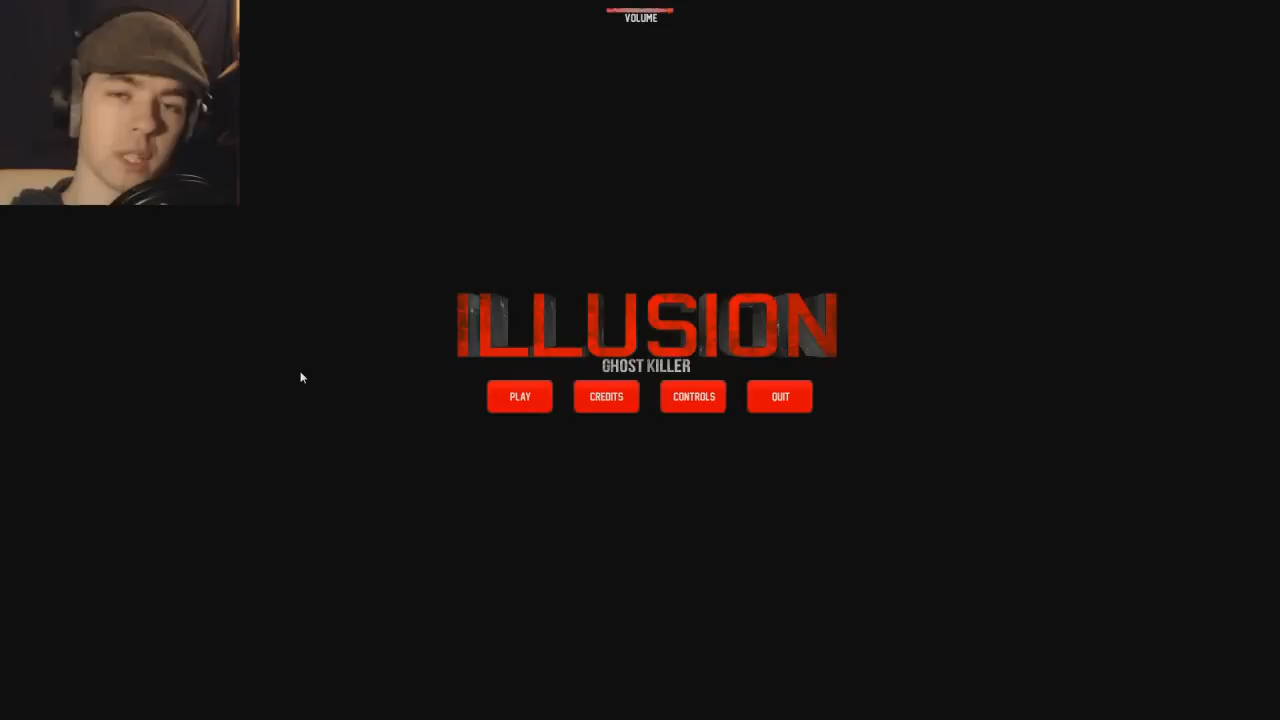 VOLUME
ILLUSION
GHOST KILLER
PLAY
CREDITS
CONTROLS
QUIT